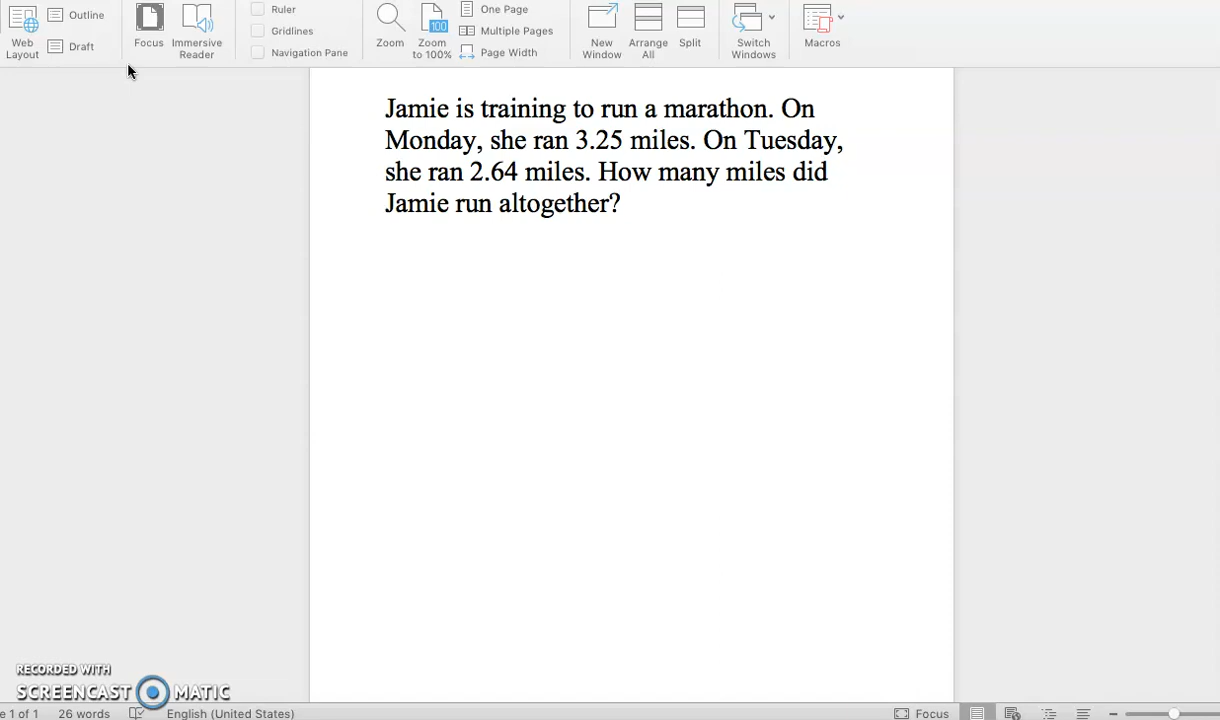 Outline
Ruler
One Page
Gridlines
Multiple Pages
Web Layout
Draft
Focus
Immersive Reader
Navigation Pane
Zoom
Zoom to 100%
100
Page Width
New Window
Arrange All
Split
Switch Windows
Macros
Jamie is training to run a marathon. On
Monday, she ran 3.25 miles. On Tuesday,
she ran 2.64 miles. How many miles did
Jamie run altogether?
RECORDED WITH
SCREENCAST MATIC
e 1 of 1 26 words English (United States) Focus